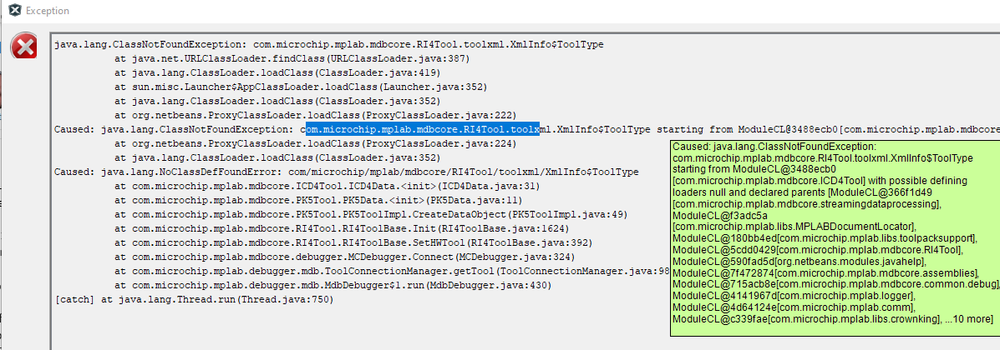 Exception
java.lang.ClassNotFoundException: com.microchip.mplab.mdbcore.RI4Tool.toolxml.XmlInfo$ToolType
at java.net.URLClassLoader.findClass(URLClassLoader.java:387)
at java.lang.ClassLoader.loadClass(ClassLoader.java:419)
at sun.misc.Launcher$AppClassLoader.loadClass(Launcher.java:352)
at java.lang.ClassLoader.loadClass(ClassLoader.java:352)
at org.netbeans.ProxyClassLoader.loadClass(ProxyClassLoader.java:222)
Caused: java.lang.ClassNotFoundException: com.microchip.mplab.mdbcore.RI4Tool.toolxml.XmlInfo$ToolType starting from ModuleCL@3488ecb0[com.microchip.mplab.mdbcore
at org.netbeans.ProxyClassLoader.loadClass(ProxyClassLoader.java:224)
at java.lang.ClassLoader.loadClass(ClassLoader.java:352)
Caused: java.lang.NoClassDefFoundError: com/microchip/mplab/mdbcore/RI4Tool/toolxml/XmlInfo$ToolType
at com.microchip.mplab.mdbcore.ICD4Tool.ICD4Data.<init>(ICD4Data.java:31)
at com.microchip.mplab.mdbcore.PK5Tool.PK5Data.<init>(PK5Data.java:11)
at com.microchip.mplab.mdbcore.PK5Tool.PK5ToolImpl.CreateDataObject(PK5ToolImpl.java:49)
at com.microchip.mplab.mdbcore.RI4Tool.RI4ToolBase.Init(RI4ToolBase.java:1624)
at com.microchip.mplab.mdbcore.RI4Tool.RI4ToolBase.SetHWTool(RI4ToolBase.java:392)
at com.microchip.mplab.mdbcore.debugger.MCDebugger.Connect(MCDebugger.java:324)
at com.microchip.mplab.debugger.mdb.ToolConnectionManager.getTool(ToolConnectionManager.java:98
at com.microchip.mplab.debugger.mdb.MdbDebugger$1.run(MdbDebugger.java:430)
[catch] at java.lang.Thread.run(Thread.java:750)
Caused: java.lang.ClassNotFoundException:
com.microchip.mplab.mdbcore.RI4Tool.toolxml.XmlInfo$ToolType
starting from ModuleCL@3488ecb0
[com.microchip.mplab.mdbcore.ICD4Tool] with possible defining
loaders null and declared parents [ModuleCL@366f1d49
[com.microchip.mplab.mdbcore.streamingdataprocessing],
ModuleCL@f3adc5a
[com.microchip.mplab.libs.MPLABDocumentLocator],
ModuleCL@180bb4ed[com.microchip.mplab.libs.toolpacksupport],
ModuleCL@5cdd0429[com.microchip.mplab.mdbcore.RI4Tool],
ModuleCL@590fad5d[org.netbeans.modules.javahelp],
ModuleCL@7f472874[com.microchip.mplab.mdbcore.assemblies],
ModuleCL@715acb8e[com.microchip.mplab.mdbcore.common.debug],
ModuleCL@4141967d[com.microchip.mplab.logger],
ModuleCL@4d64124e[com.microchip.mplab.comm],
ModuleCL@c339fae[com.microchip.mplab.libs.crownking], ...10 more]